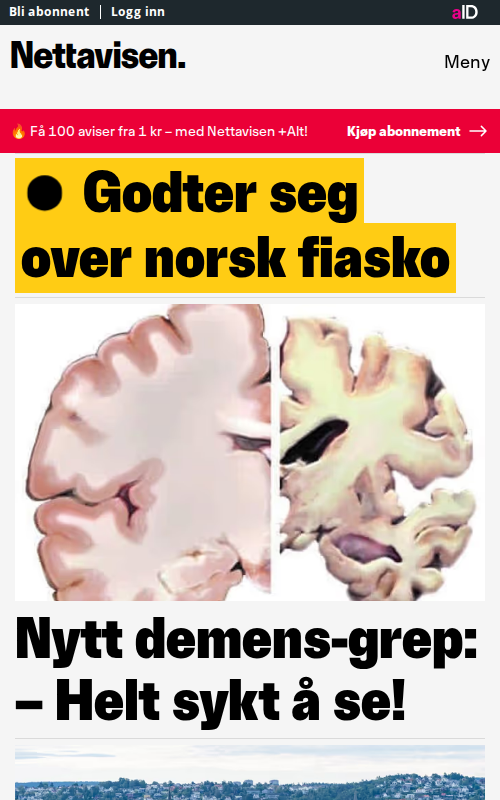 Bli abonnent | Logg inn
aID
Nettavisen.
Meny
🔥 Få 100 aviser fra 1 kr – med Nettavisen +Alt!
Kjøp abonnement →
● Godter seg
over norsk fiasko
Nytt demens-grep:
– Helt sykt å se!